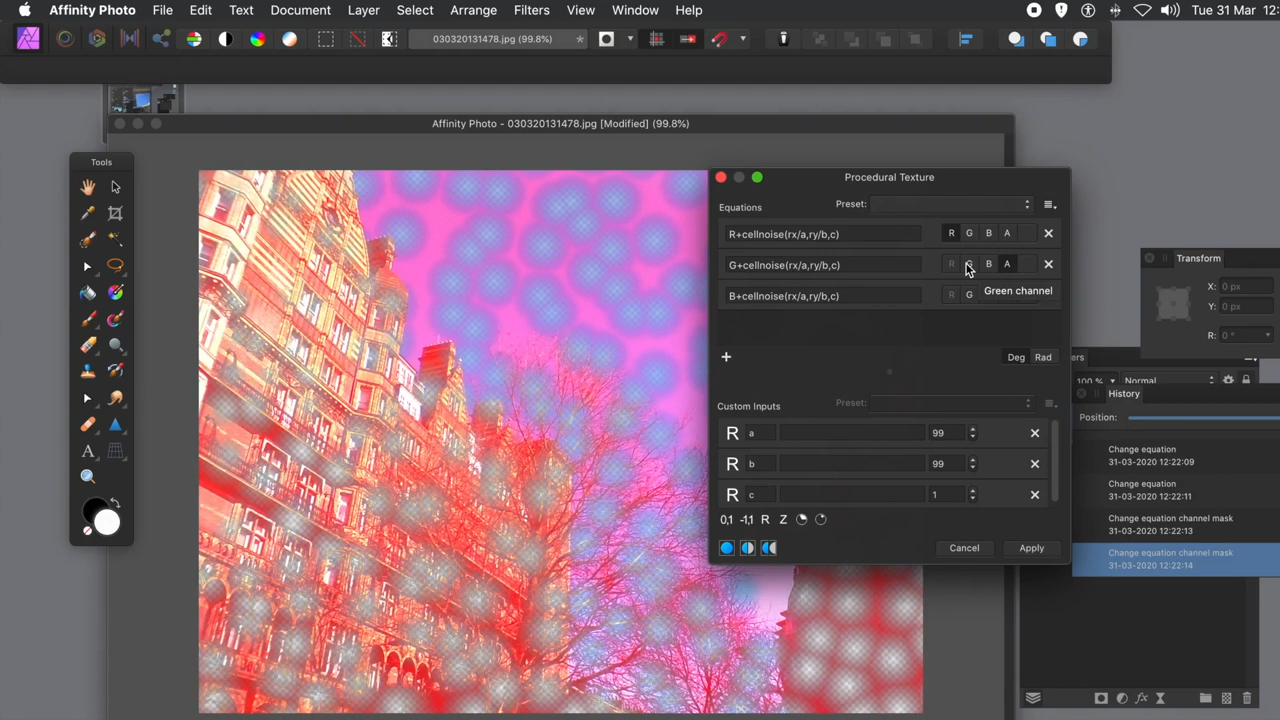 Affinity Photo File Edit Text Document Layer Select Arrange Filters View Window Help Tue 31 Mar 12:
030320131478.jpg (99.8%) *
Affinity Photo - 030320131478.jpg [Modified] (99.8%)
Tools
Procedural Texture
Equations Preset:
R+cellnoise(rx/a,ry/b,c) R G B A
G+cellnoise(rx/a,ry/b,c) R G B A
Green channel
B+cellnoise(rx/a,ry/b,c) R G
Deg Rad
Custom Inputs Preset:
R a 99
R b 99
R c 1
0,1 -1,1 R Z
Cancel Apply
Transform
X: 0 px
Y: 0 px
R: 0 °
ers
100 % Normal
History
Position:
Change equation
31-03-2020 12:22:09
Change equation
31-03-2020 12:22:11
Change equation channel mask
31-03-2020 12:22:13
Change equation channel mask
31-03-2020 12:22:14
fx
A